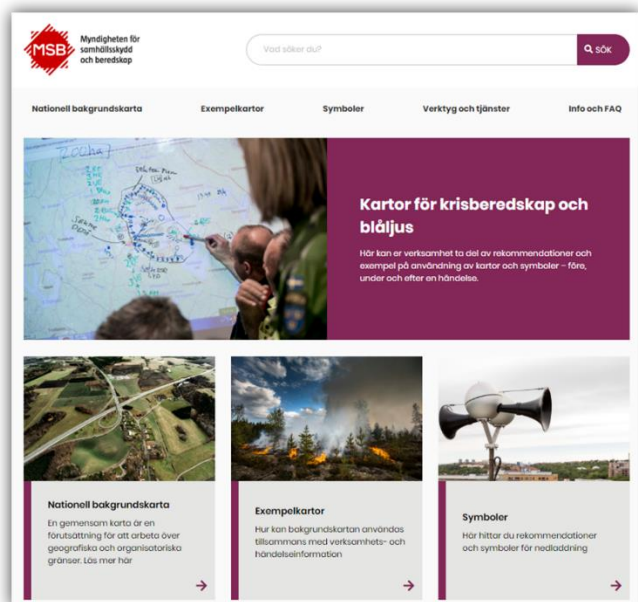 MSB
Myndigheten för
samhällsskydd
och beredskap
Vad söker du?
SÖK
Nationell bakgrundskarta
Exempelkartor
Symboler
Verktyg och tjänster
Info och FAQ
200ha
Kartor för krisberedskap och
blåljus
Här kan er verksamhet ta del av rekommendationer och
exempel på användning av kartor och symboler – före,
under och efter en händelse.
Nationell bakgrundskarta
En gemensam karta är en
förutsättning för att arbeta över
geografiska och organisatoriska
gränser. Läs mer här
Exempelkartor
Hur kan bakgrundskartan användas
tillsammans med verksamhets- och
händelseinformation
Symboler
Här hittar du rekommendationer
och symboler för nedladdning